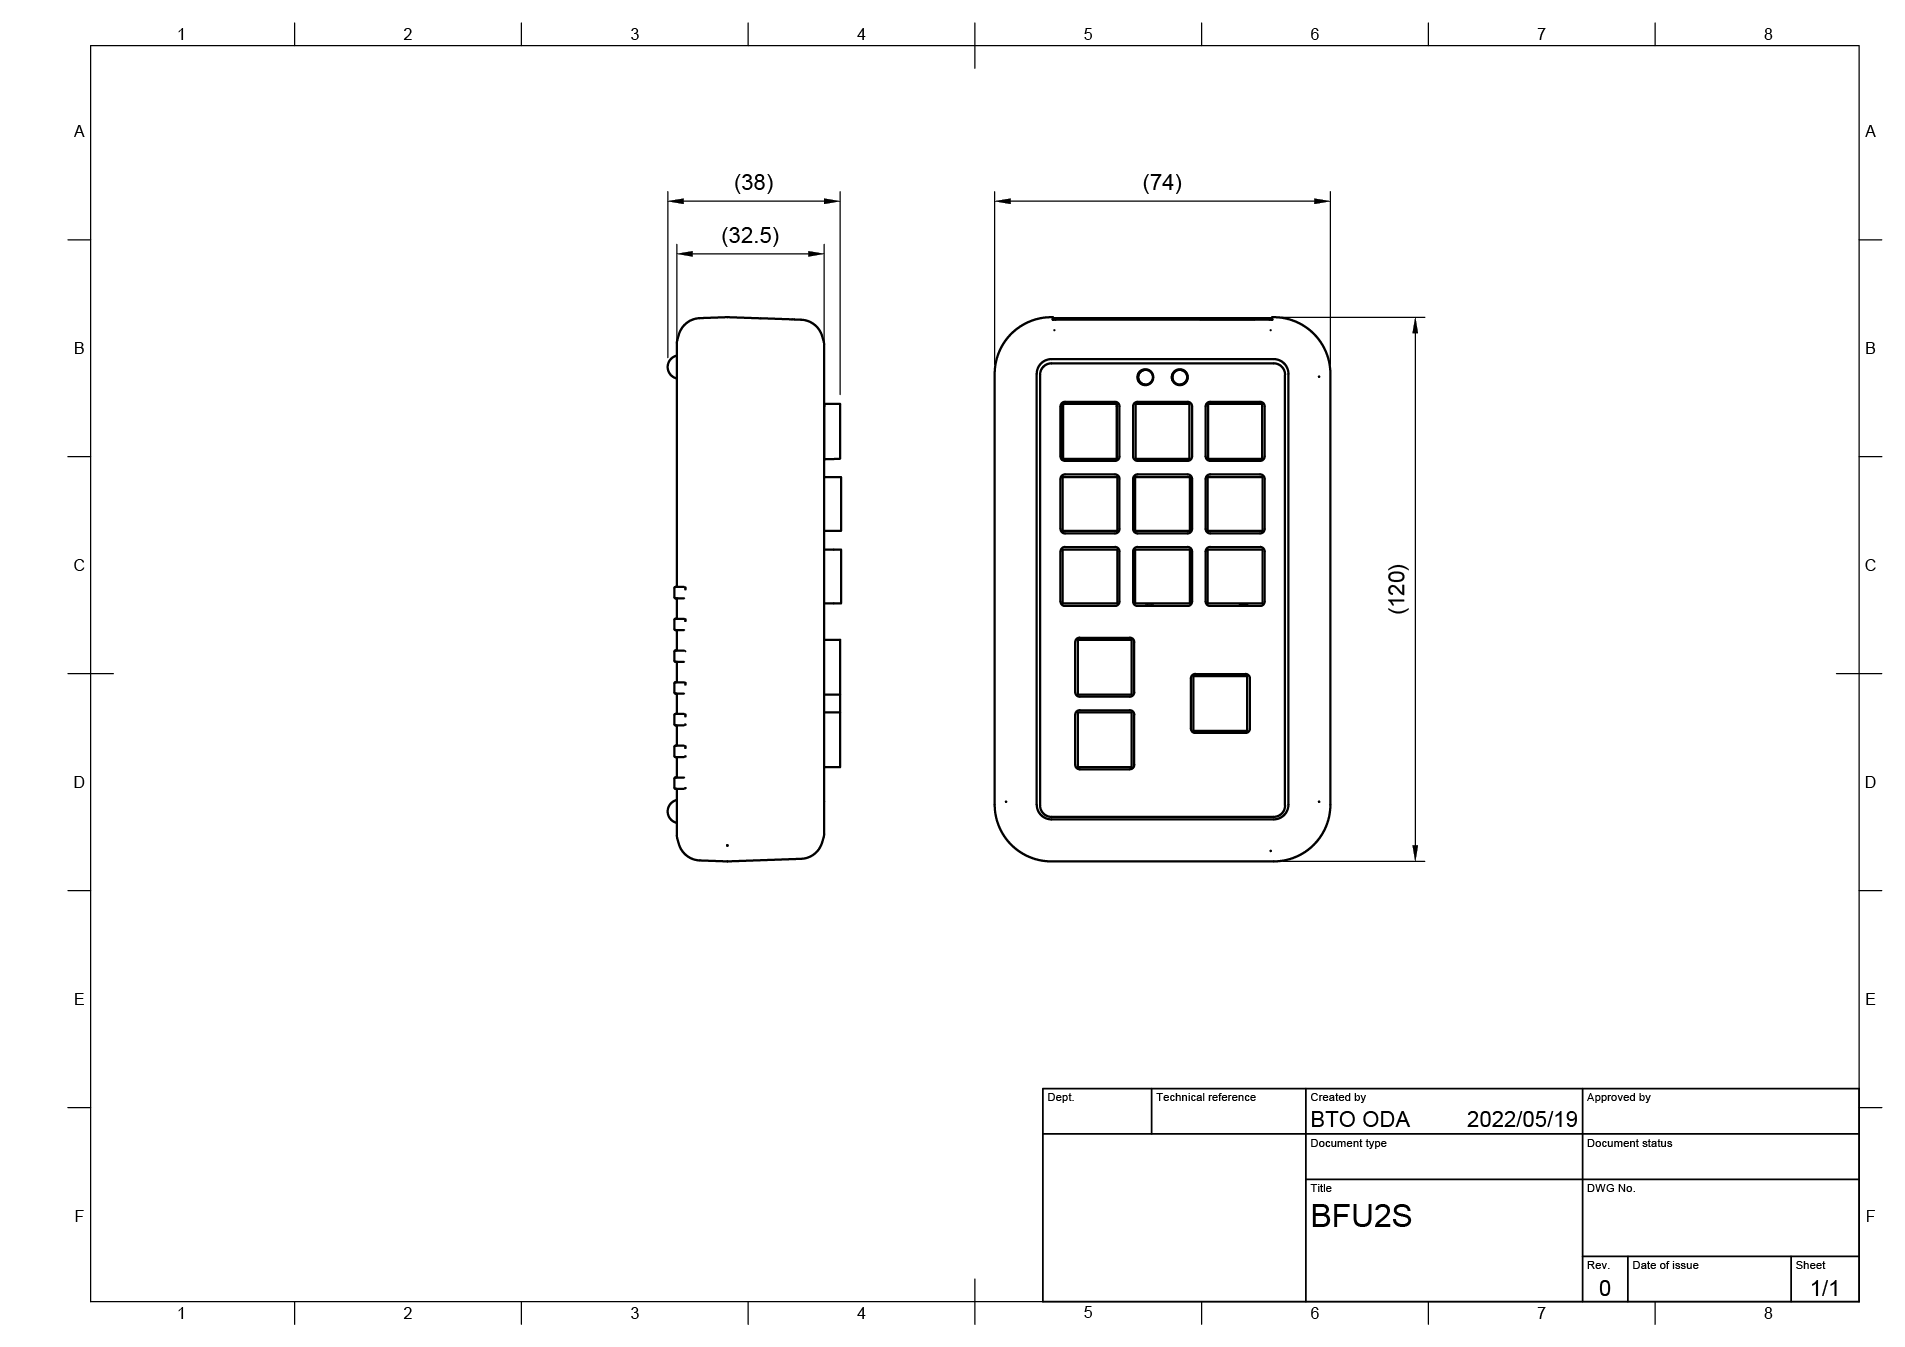 1 2 3 4 5 6 7 8
A A
(38) (74)
(32.5)
B B
C C
(120)
D D
E E
Dept. Technical reference Created by Approved by
BTO ODA 2022/05/19
Document type Document status
Title DWG No.
BFU2S
F F
Rev. Date of issue Sheet
0 1/1
1 2 3 4 5 6 7 8